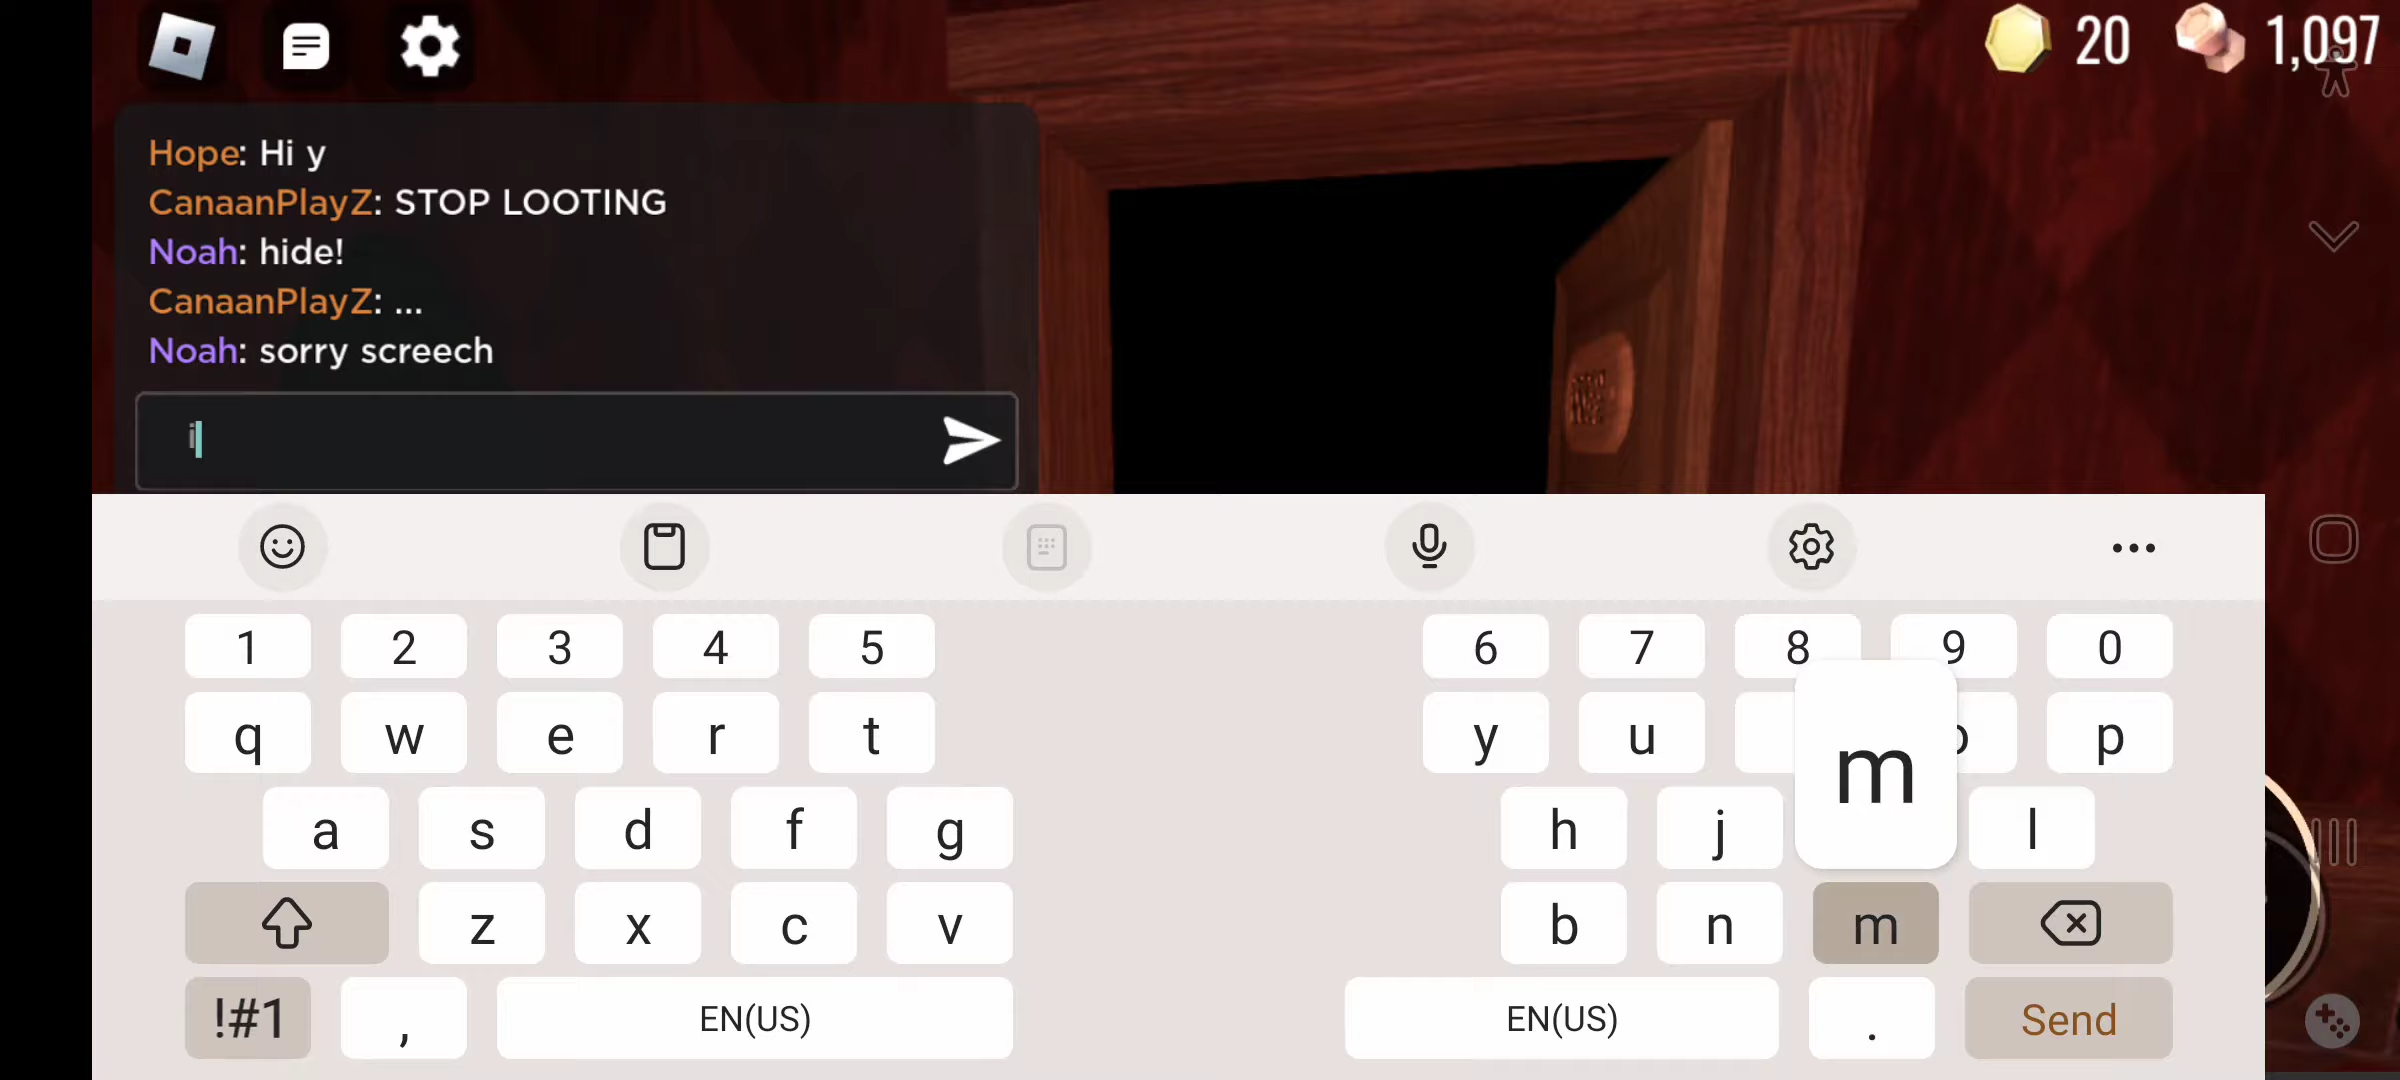 20 1,097
Hope: Hi y
CanaanPlayZ: STOP LOOTING
Noah: hide!
CanaanPlayZ: ...
Noah: sorry screech
i
1 2 3 4 5 6 7 8 9 0
q w e r t y u o p
m
a s d f g h j l
z x c v b n m
!#1 , EN(US) EN(US) . Send